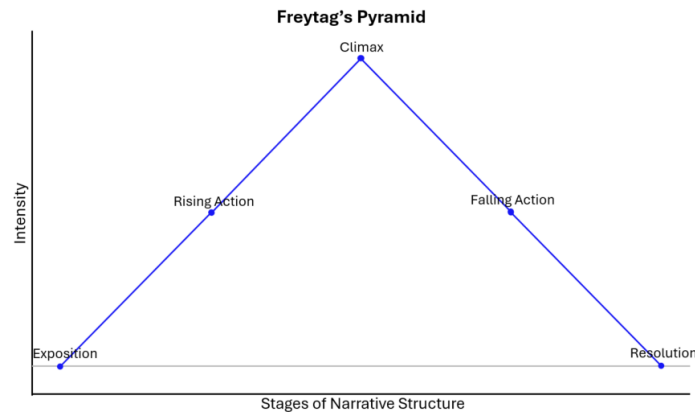 Freytag’s Pyramid
Climax
Rising Action
Falling Action
Exposition
Resolution
Intensity
Stages of Narrative Structure